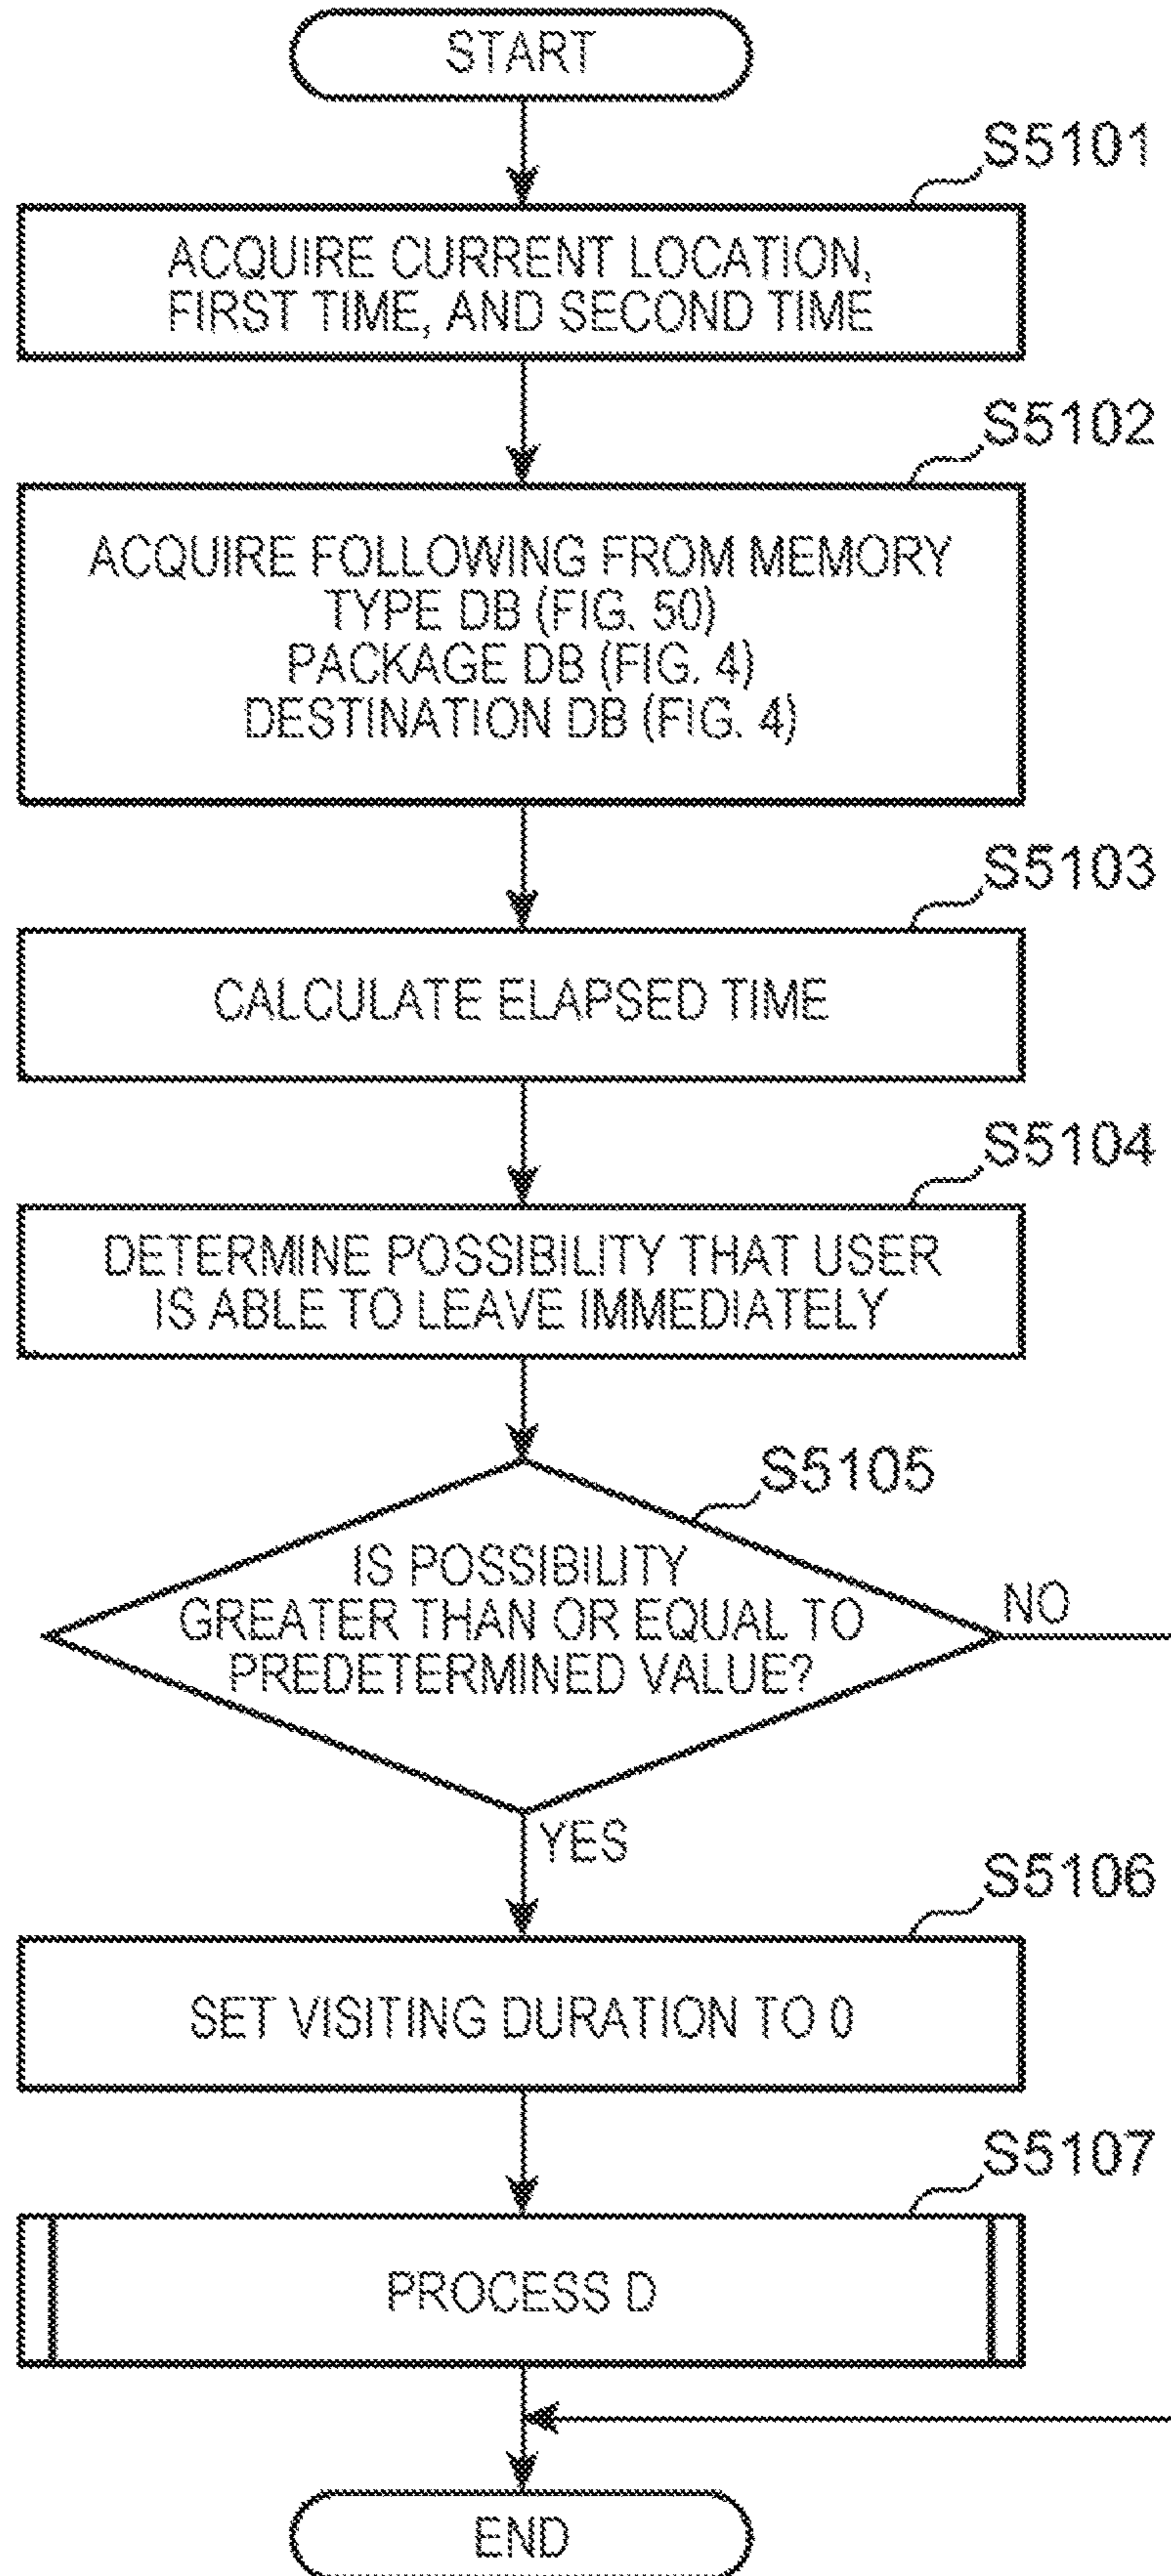 START
S5101
ACQUIRE CURRENT LOCATION,
FIRST TIME, AND SECOND TIME
S5102
ACQUIRE FOLLOWING FROM MEMORY
TYPE DB (FIG. 50)
PACKAGE DB (FIG. 4)
DESTINATION DB (FIG. 4)
S5103
CALCULATE ELAPSED TIME
S5104
DETERMINE POSSIBILITY THAT USER
IS ABLE TO LEAVE IMMEDIATELY
S5105
IS POSSIBILITY
GREATER THAN OR EQUAL TO
PREDETERMINED VALUE?
NO
YES
S5106
SET VISITING DURATION TO 0
S5107
PROCESS D
END